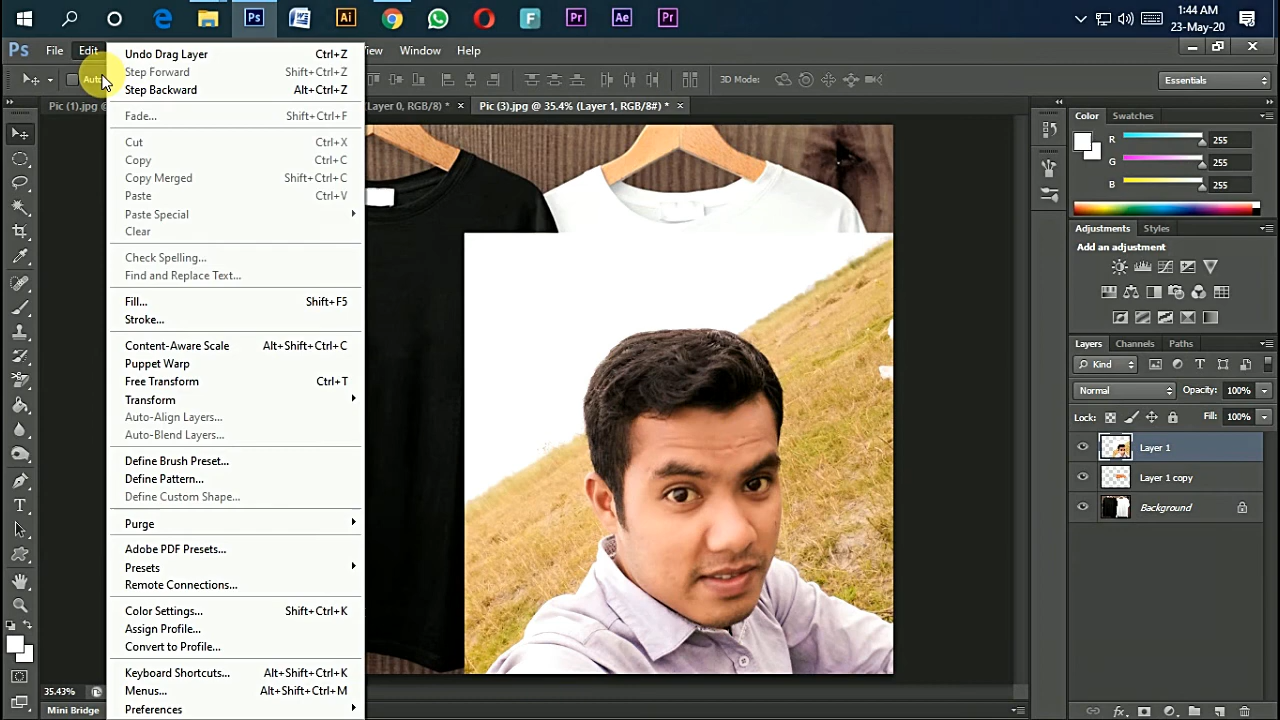 Ps
W
Ai
F
Pr
Ae
Pr
1:44 AM
23-May-20
Ps File Edit View Window Help
Auto
3D Mode:
Essentials
Pic (1).jpg @
(Layer 0, RGB/8) *
Pic (3).jpg @ 35.4% (Layer 1, RGB/8#) *
Undo Drag Layer Ctrl+Z
Step Forward Shift+Ctrl+Z
Step Backward Alt+Ctrl+Z
Fade... Shift+Ctrl+F
Cut Ctrl+X
Copy Ctrl+C
Copy Merged Shift+Ctrl+C
Paste Ctrl+V
Paste Special
Clear
Check Spelling...
Find and Replace Text...
Fill... Shift+F5
Stroke...
Content-Aware Scale Alt+Shift+Ctrl+C
Puppet Warp
Free Transform Ctrl+T
Transform
Auto-Align Layers...
Auto-Blend Layers...
Define Brush Preset...
Define Pattern...
Define Custom Shape...
Purge
Adobe PDF Presets...
Presets
Remote Connections...
Color Settings... Shift+Ctrl+K
Assign Profile...
Convert to Profile...
Keyboard Shortcuts... Alt+Shift+Ctrl+K
Menus... Alt+Shift+Ctrl+M
Preferences
Color Swatches
R 255
G 255
B 255
Adjustments Styles
Add an adjustment
Layers Channels Paths
Kind
Normal Opacity: 100%
Lock: Fill: 100%
Layer 1
Layer 1 copy
Background
35.43%
Mini Bridge